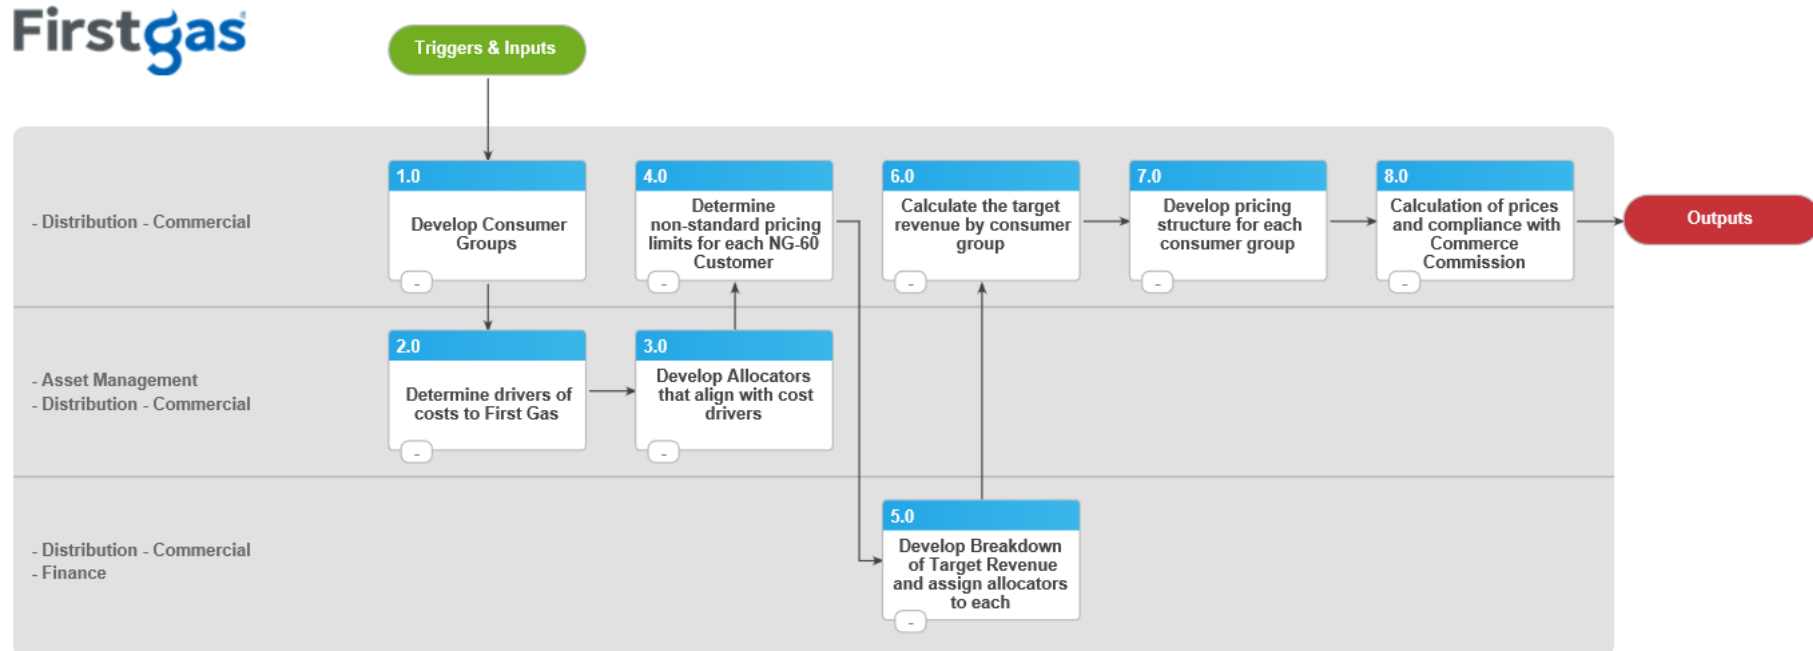 Firstgas
Triggers & Inputs
- Distribution - Commercial
1.0
Develop Consumer
Groups
-
4.0
Determine
non-standard pricing
limits for each NG-60
Customer
-
6.0
Calculate the target
revenue by consumer
group
-
7.0
Develop pricing
structure for each
consumer group
-
8.0
Calculation of prices
and compliance with
Commerce
Commission
-
Outputs
- Asset Management
- Distribution - Commercial
2.0
Determine drivers of
costs to First Gas
-
3.0
Develop Allocators
that align with cost
drivers
-
- Distribution - Commercial
- Finance
5.0
Develop Breakdown
of Target Revenue
and assign allocators
to each
-